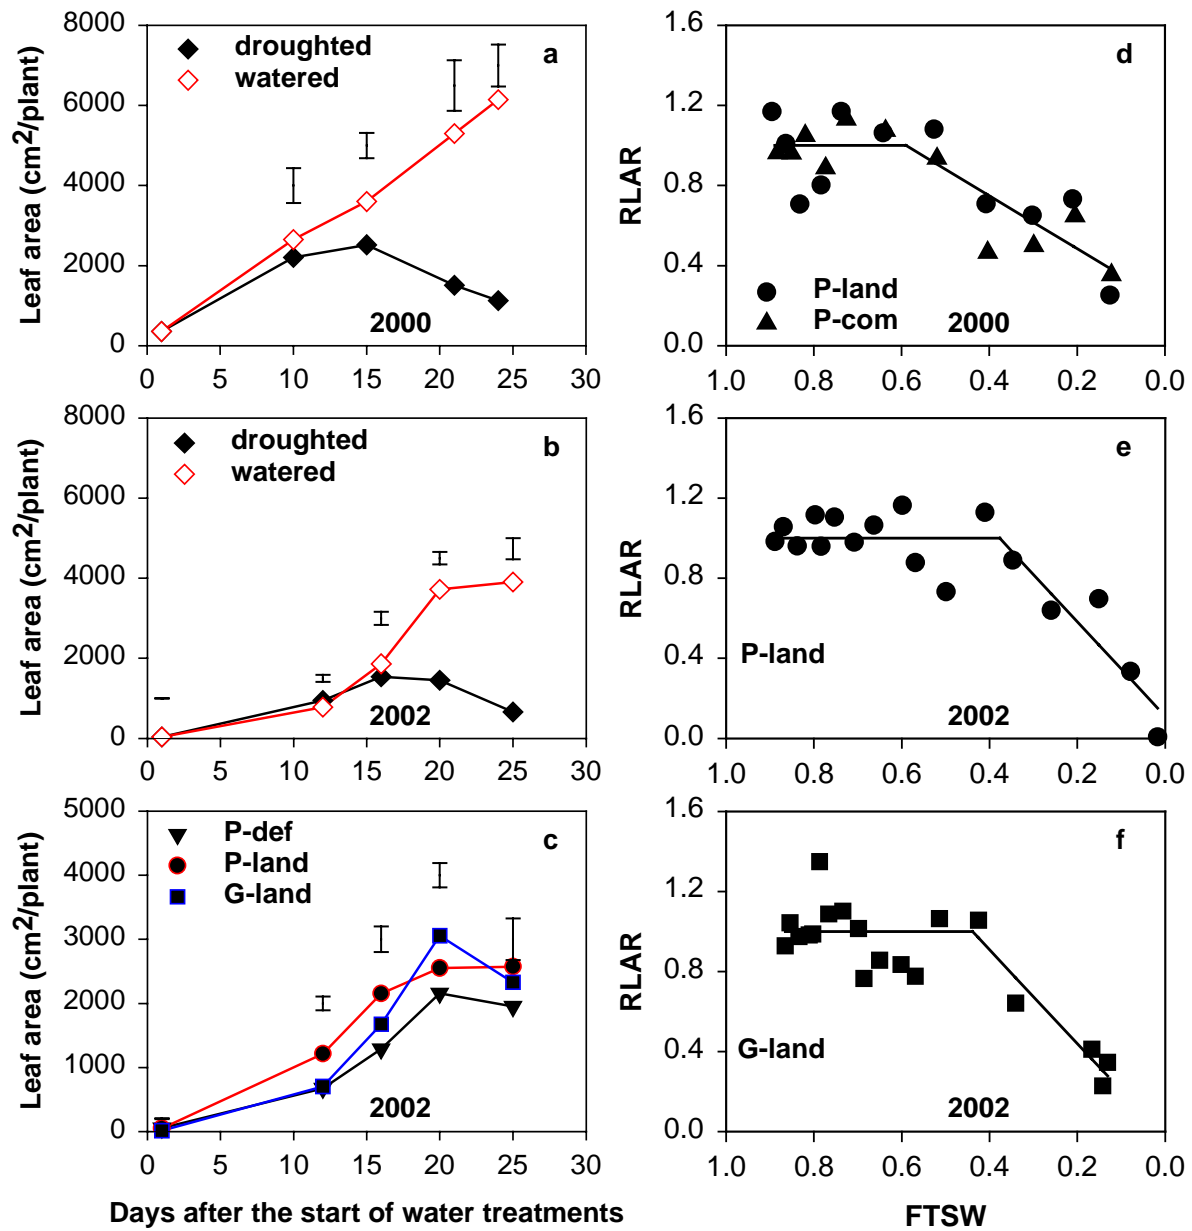 8000
6000
4000
2000
0
Leaf area (cm2/plant)
droughted
watered
a
2000
0 5 10 15 20 25 30
1.6
1.2
0.8
0.4
0.0
RLAR
d
P-land
P-com
2000
1.0 0.8 0.6 0.4 0.2 0.0
8000
6000
4000
2000
0
Leaf area (cm2/plant)
droughted
watered
b
2002
0 5 10 15 20 25 30
1.6
1.2
0.8
0.4
0.0
RLAR
e
P-land
2002
1.0 0.8 0.6 0.4 0.2 0.0
5000
4000
3000
2000
1000
0
Leaf area (cm2/plant)
P-def
P-land
G-land
c
2002
0 5 10 15 20 25 30
Days after the start of water treatments
1.6
1.2
0.8
0.4
0.0
RLAR
f
G-land
2002
1.0 0.8 0.6 0.4 0.2 0.0
FTSW